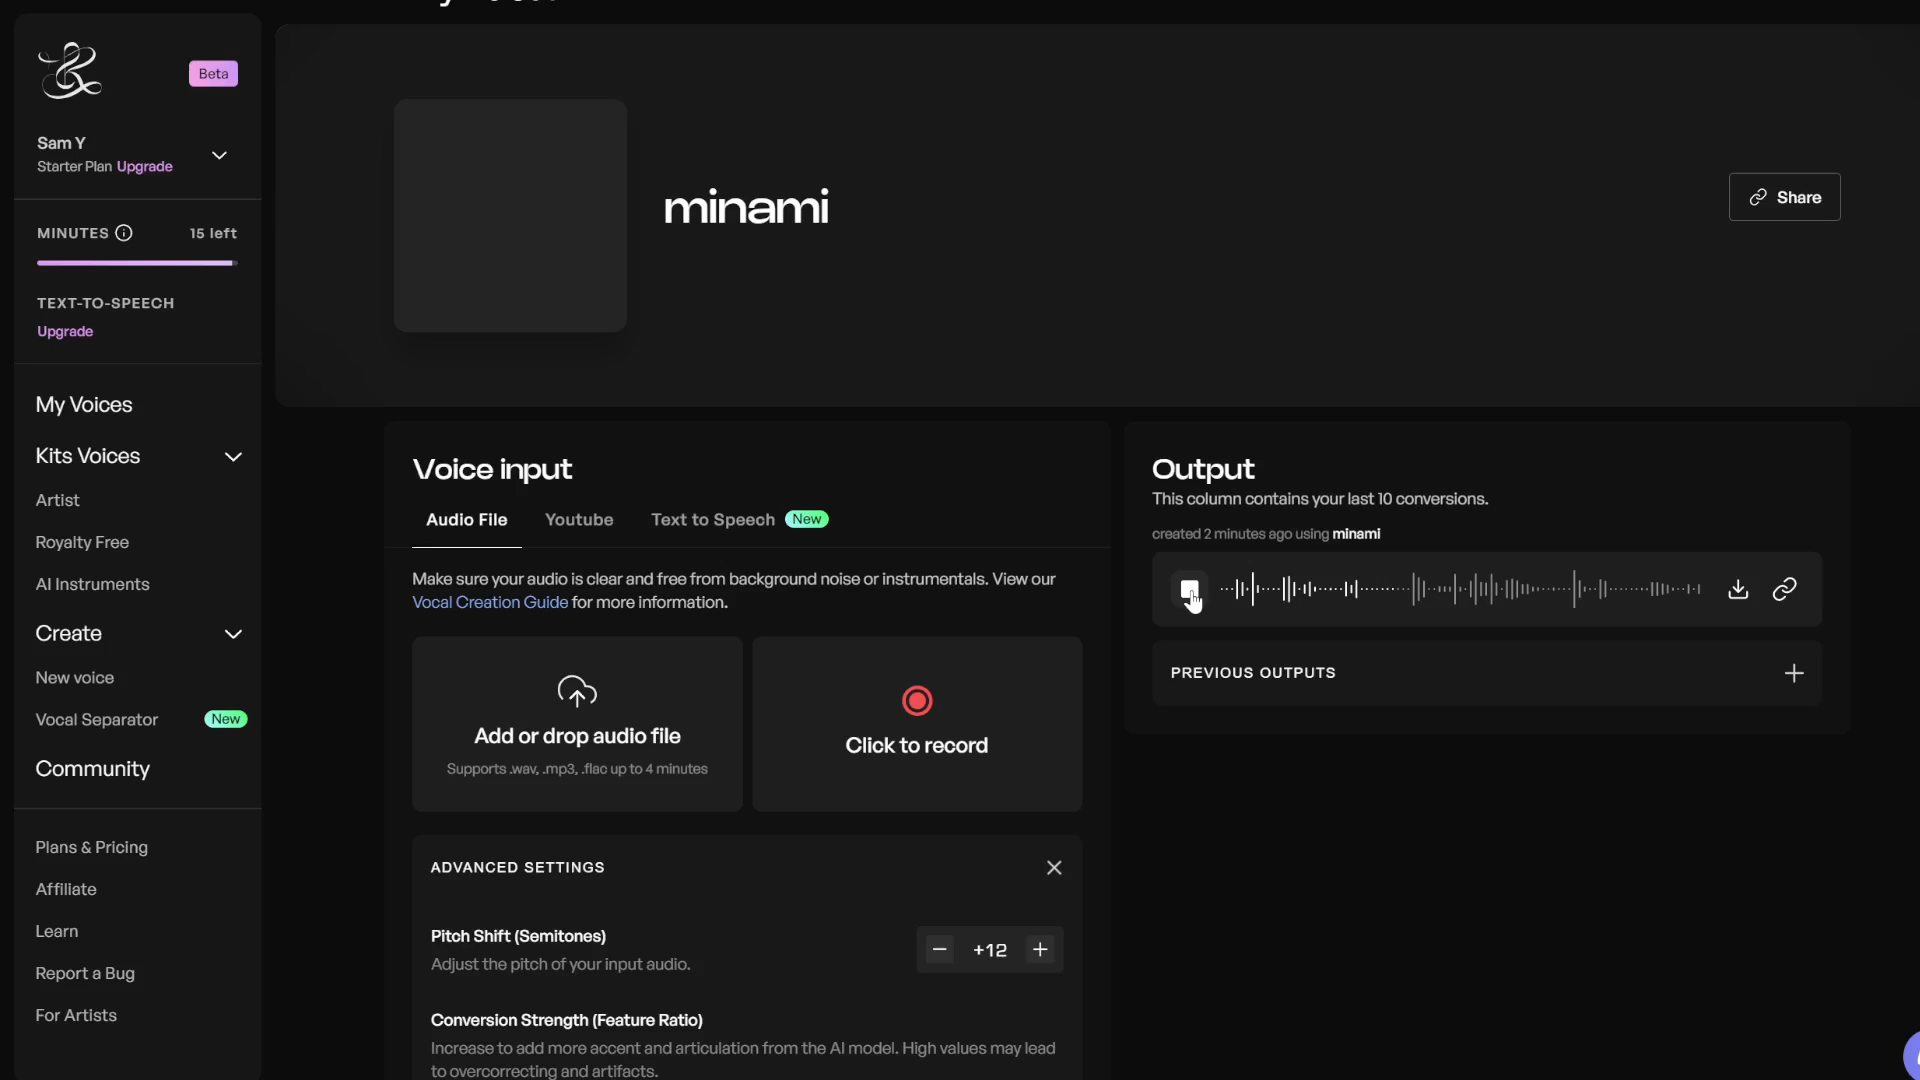 Beta
Sam Y
Starter Plan Upgrade
MINUTES 15 left
TEXT-TO-SPEECH
Upgrade
My Voices
Kits Voices
Artist
Royalty Free
AI Instruments
Create
New voice
Vocal Separator New
Community
Plans & Pricing
Affiliate
Learn
Report a Bug
For Artists
minami
Share
Voice input
Audio File Youtube Text to Speech New
Make sure your audio is clear and free from background noise or instrumentals. View our
Vocal Creation Guide for more information.
Add or drop audio file
Supports .wav, .mp3, .flac up to 4 minutes
Click to record
ADVANCED SETTINGS
Pitch Shift (Semitones)
Adjust the pitch of your input audio.
+12
Conversion Strength (Feature Ratio)
Increase to add more accent and articulation from the AI model. High values may lead
to overcorrecting and artifacts.
Output
This column contains your last 10 conversions.
created 2 minutes ago using minami
PREVIOUS OUTPUTS